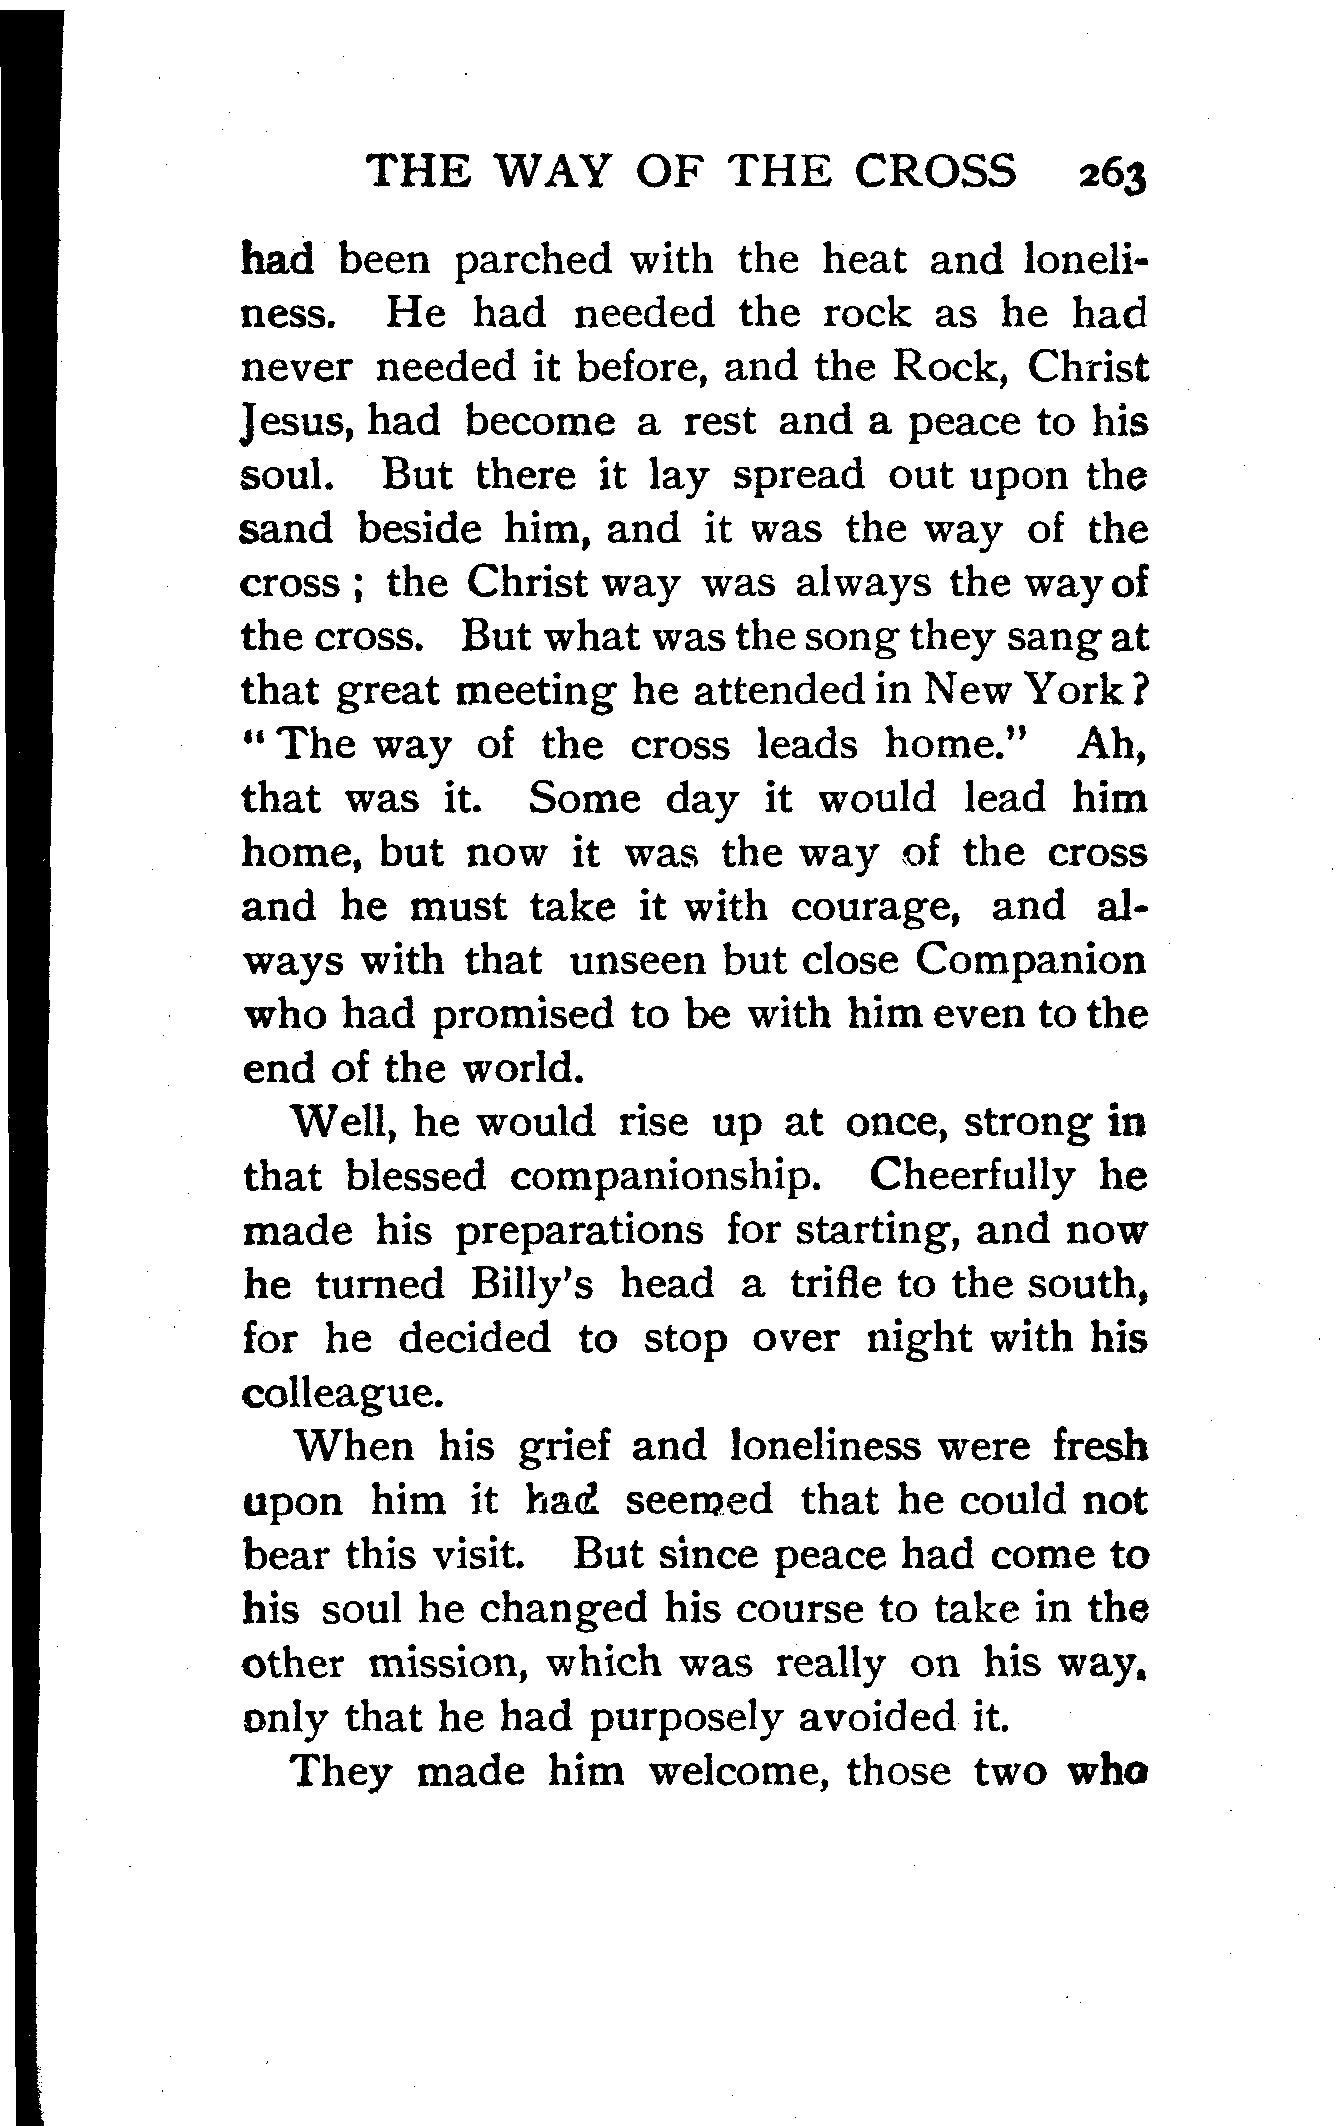 THE WAY OF THE CROSS 263
had been parched with the heat and loneli-
ness. He had needed the rock as he had
never needed it before, and the Rock, Christ
Jesus, had become a rest and a peace to his
soul. But there it lay spread out upon the
sand beside him, and it was the way of the
cross ; the Christ way was always the way of
the cross. But what was the song they sang at
that great meeting he attended in New York?
“The way of the cross leads home.” Ah,
that was it. Some day it would lead him
home, but now it was the way of the cross
and he must take it with courage, and al-
ways with that unseen but close Companion
who had promised to be with him even to the
end of the world.
Well, he would rise up at once, strong in
that blessed companionship. Cheerfully he
made his preparations for starting, and now
he turned Billy's head a trifle to the south,
for he decided to stop over night with his
colleague.
When his grief and loneliness were fresh
upon him it had seemed that he could not
bear this visit. But since peace had come to
his soul he changed his course to take in the
other mission, which was really on his way,
only that he had purposely avoided it.
They made him welcome, those two who